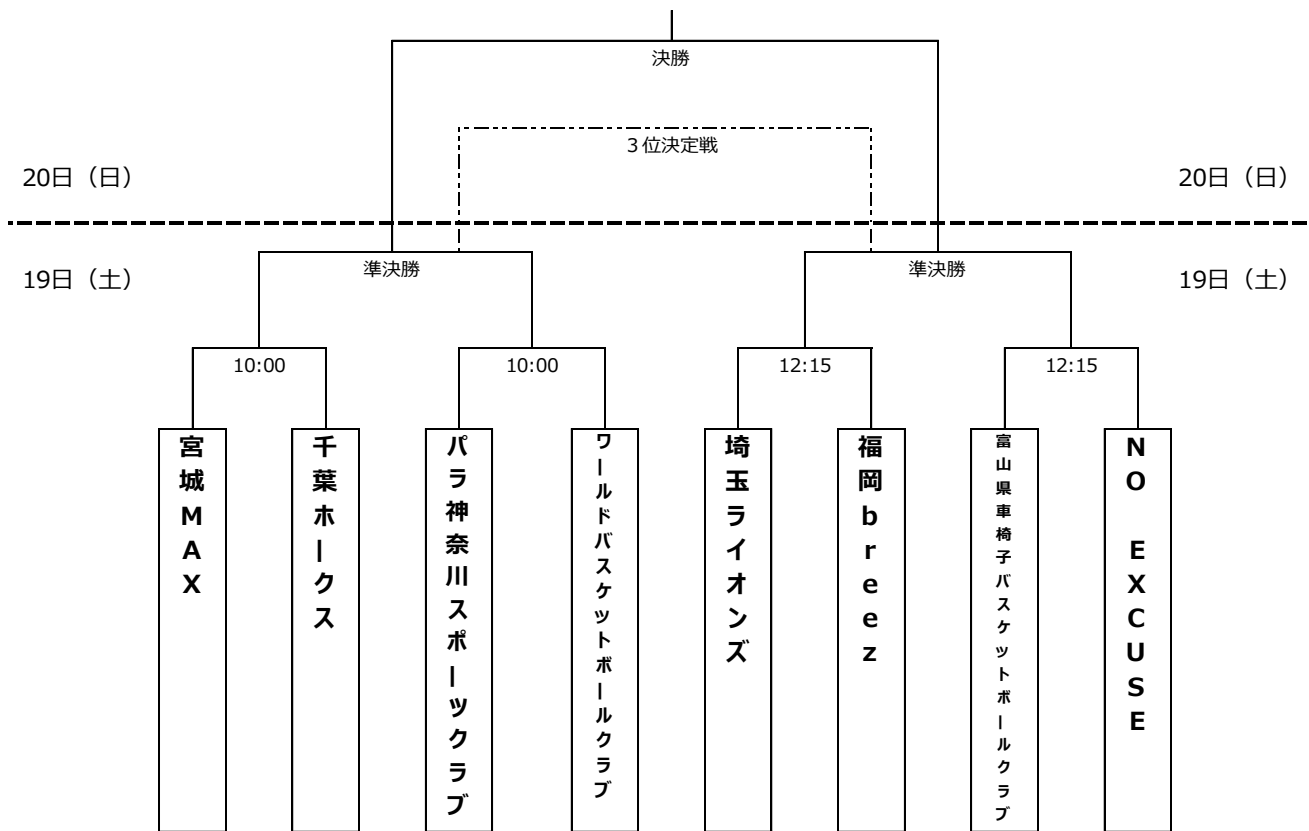 決勝
３位決定戦
20日（日）
20日（日）
準決勝
準決勝
19日（土）
19日（土）
10:00
10:00
12:15
12:15
宮城MAX
千葉ホークス
パラ神奈川スポーツクラブ
ワールドバスケットボールクラブ
埼玉ライオンズ
福岡breez
富山県車椅子バスケットボールクラブ
NO EXCUSE